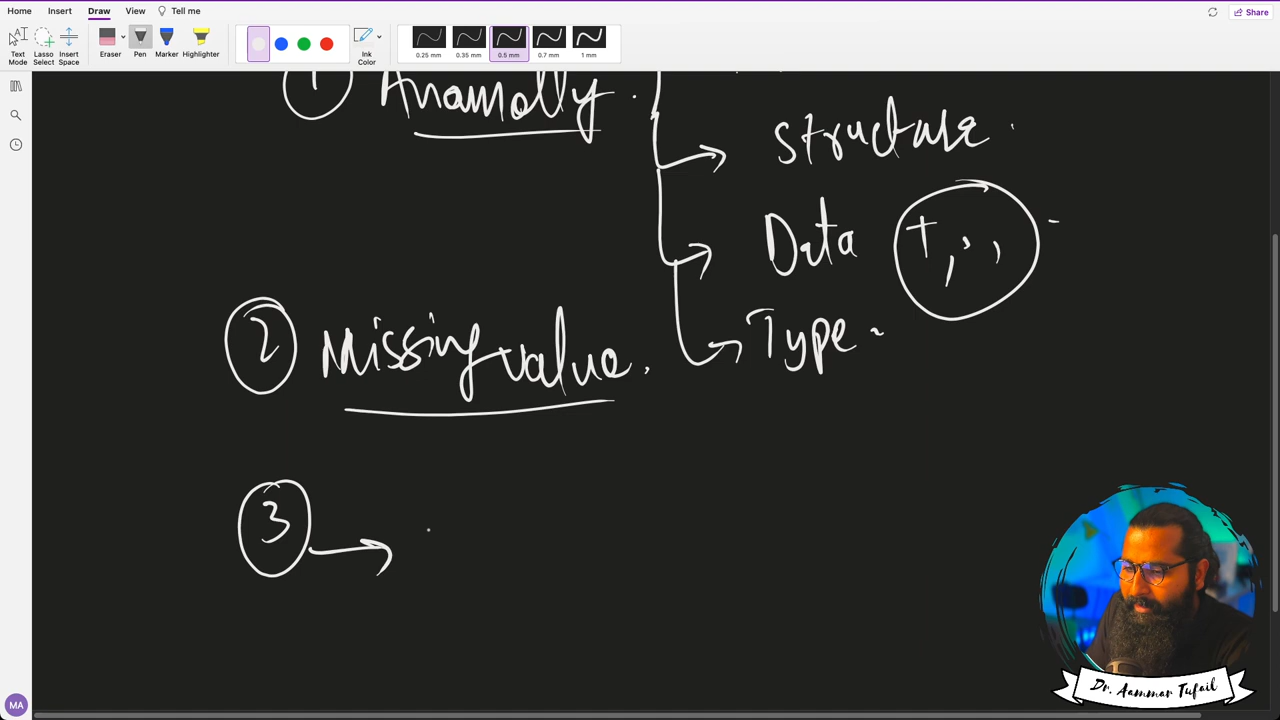 Home Insert Draw View Tell me
Share
Text Mode
Lasso Select
Insert Space
Eraser
Pen
Marker
Highlighter
Ink Color
0.25 mm
0.35 mm
0.5 mm
0.7 mm
1 mm
1 Anamolly.
Structure.
Data +, , ,
2 Missing value.
Type -
3
MA
Dr. Aammar Tufail